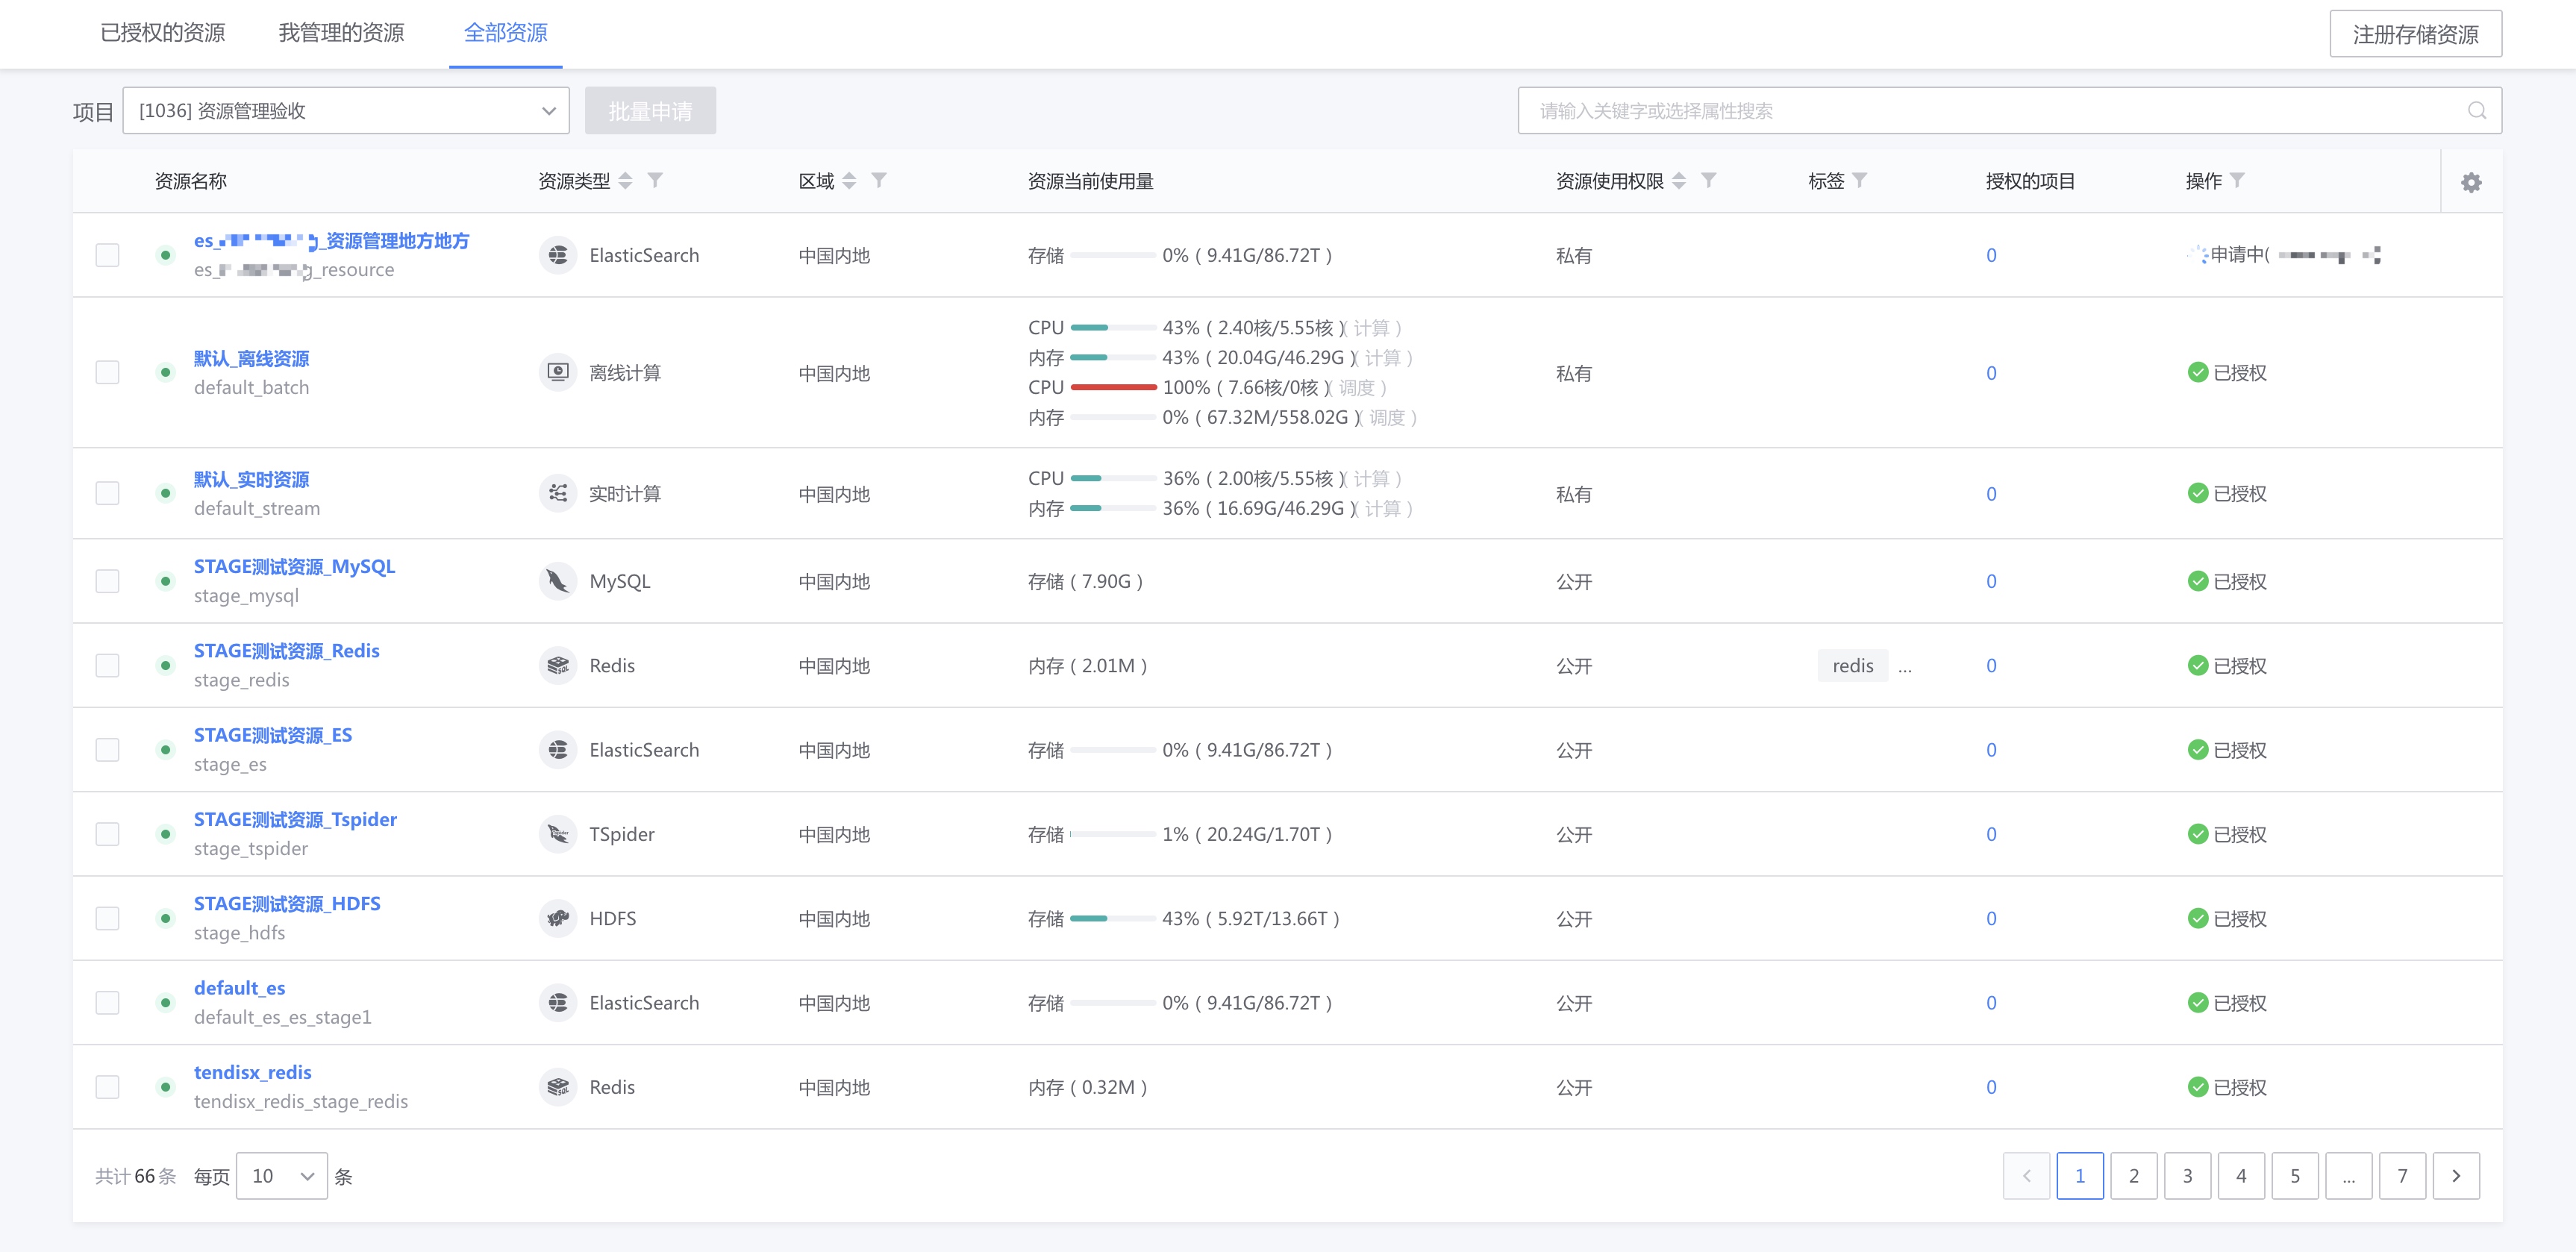 已授权的资源 我管理的资源 全部资源 注册存储资源
项目 [1036] 资源管理验收 批量申请 请输入关键字或选择属性搜索
资源名称 资源类型 区域 资源当前使用量 资源使用权限 标签 授权的项目 操作
es_ g_资源管理地方地方
es_ g_resource
ElasticSearch 中国内地 存储 0% ( 9.41G/86.72T ) 私有 0 申请中(
默认_离线资源
default_batch
离线计算 中国内地
CPU 43% ( 2.40核/5.55核 )( 计算 )
内存 43% ( 20.04G/46.29G )( 计算 )
CPU 100% ( 7.66核/0核 )( 调度 )
内存 0% ( 67.32M/558.02G )( 调度 )
私有 0 已授权
默认_实时资源
default_stream
实时计算 中国内地
CPU 36% ( 2.00核/5.55核 )( 计算 )
内存 36% ( 16.69G/46.29G )( 计算 )
私有 0 已授权
STAGE测试资源_MySQL
stage_mysql
MySQL 中国内地 存储 ( 7.90G ) 公开 0 已授权
STAGE测试资源_Redis
stage_redis
Redis 中国内地 内存 ( 2.01M ) 公开 redis ... 0 已授权
STAGE测试资源_ES
stage_es
ElasticSearch 中国内地 存储 0% ( 9.41G/86.72T ) 公开 0 已授权
STAGE测试资源_Tspider
stage_tspider
TSpider 中国内地 存储 1% ( 20.24G/1.70T ) 公开 0 已授权
STAGE测试资源_HDFS
stage_hdfs
HDFS 中国内地 存储 43% ( 5.92T/13.66T ) 公开 0 已授权
default_es
default_es_es_stage1
ElasticSearch 中国内地 存储 0% ( 9.41G/86.72T ) 公开 0 已授权
tendisx_redis
tendisx_redis_stage_redis
Redis 中国内地 内存 ( 0.32M ) 公开 0 已授权
共计66条 每页 10 条 1 2 3 4 5 ... 7